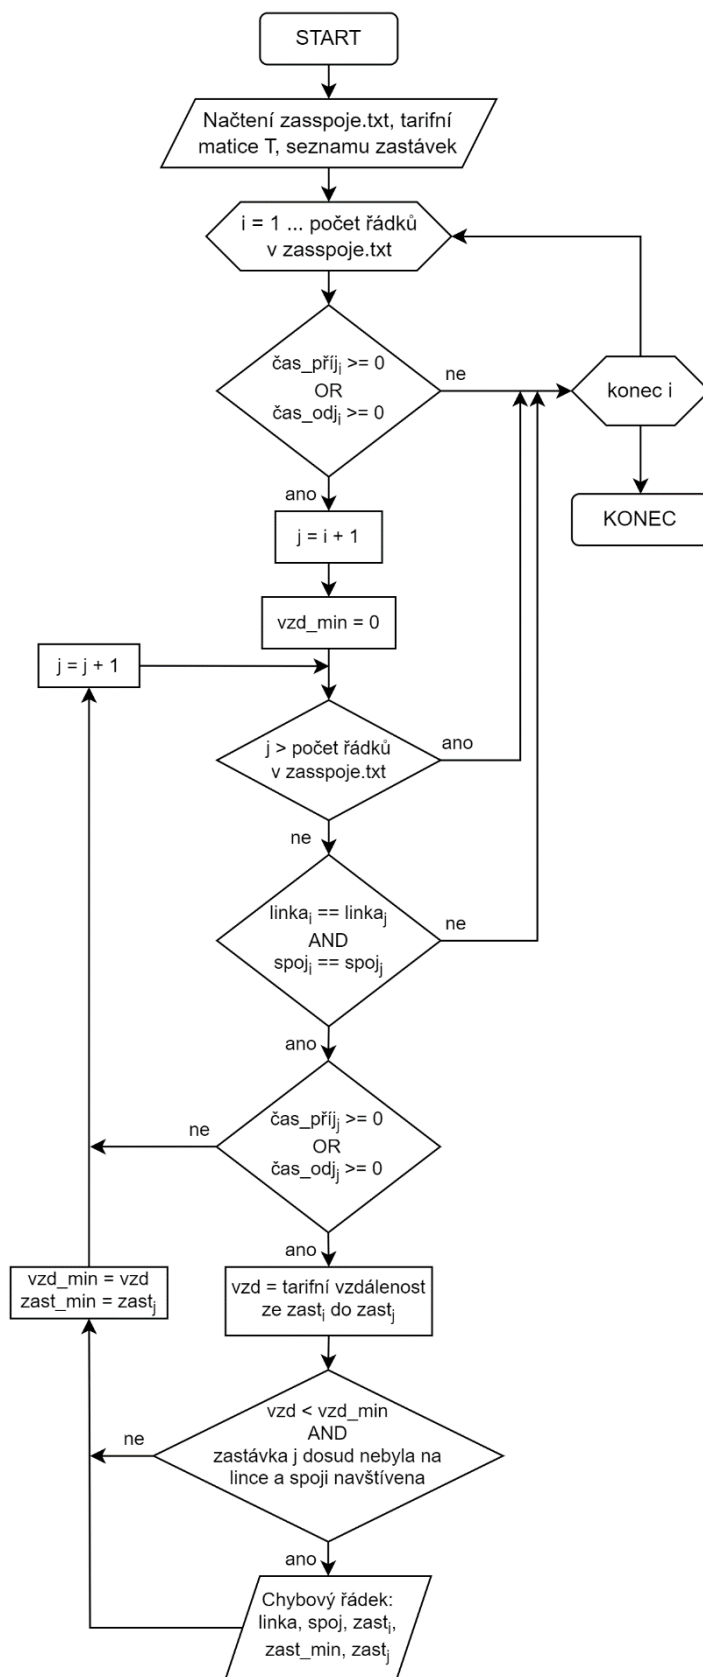 START
Načtení zasspoje.txt, tarifní
matice T, seznamu zastávek
i = 1 ... počet řádků
v zasspoje.txt
čas_příj_i >= 0
OR
čas_odj_i >= 0
ne
konec i
ano
KONEC
j = i + 1
vzd_min = 0
j = j + 1
j > počet řádků
v zasspoje.txt
ano
ne
linka_i == linka_j
AND
spoj_i == spoj_j
ne
ano
čas_příj_j >= 0
OR
čas_odj_j >= 0
ne
ano
vzd_min = vzd
zast_min = zast_j
vzd = tarifní vzdálenost
ze zast_i do zast_j
vzd < vzd_min
AND
zastávka j dosud nebyla na
lince a spoji navštívena
ne
ano
Chybový řádek:
linka, spoj, zast_i,
zast_min, zast_j